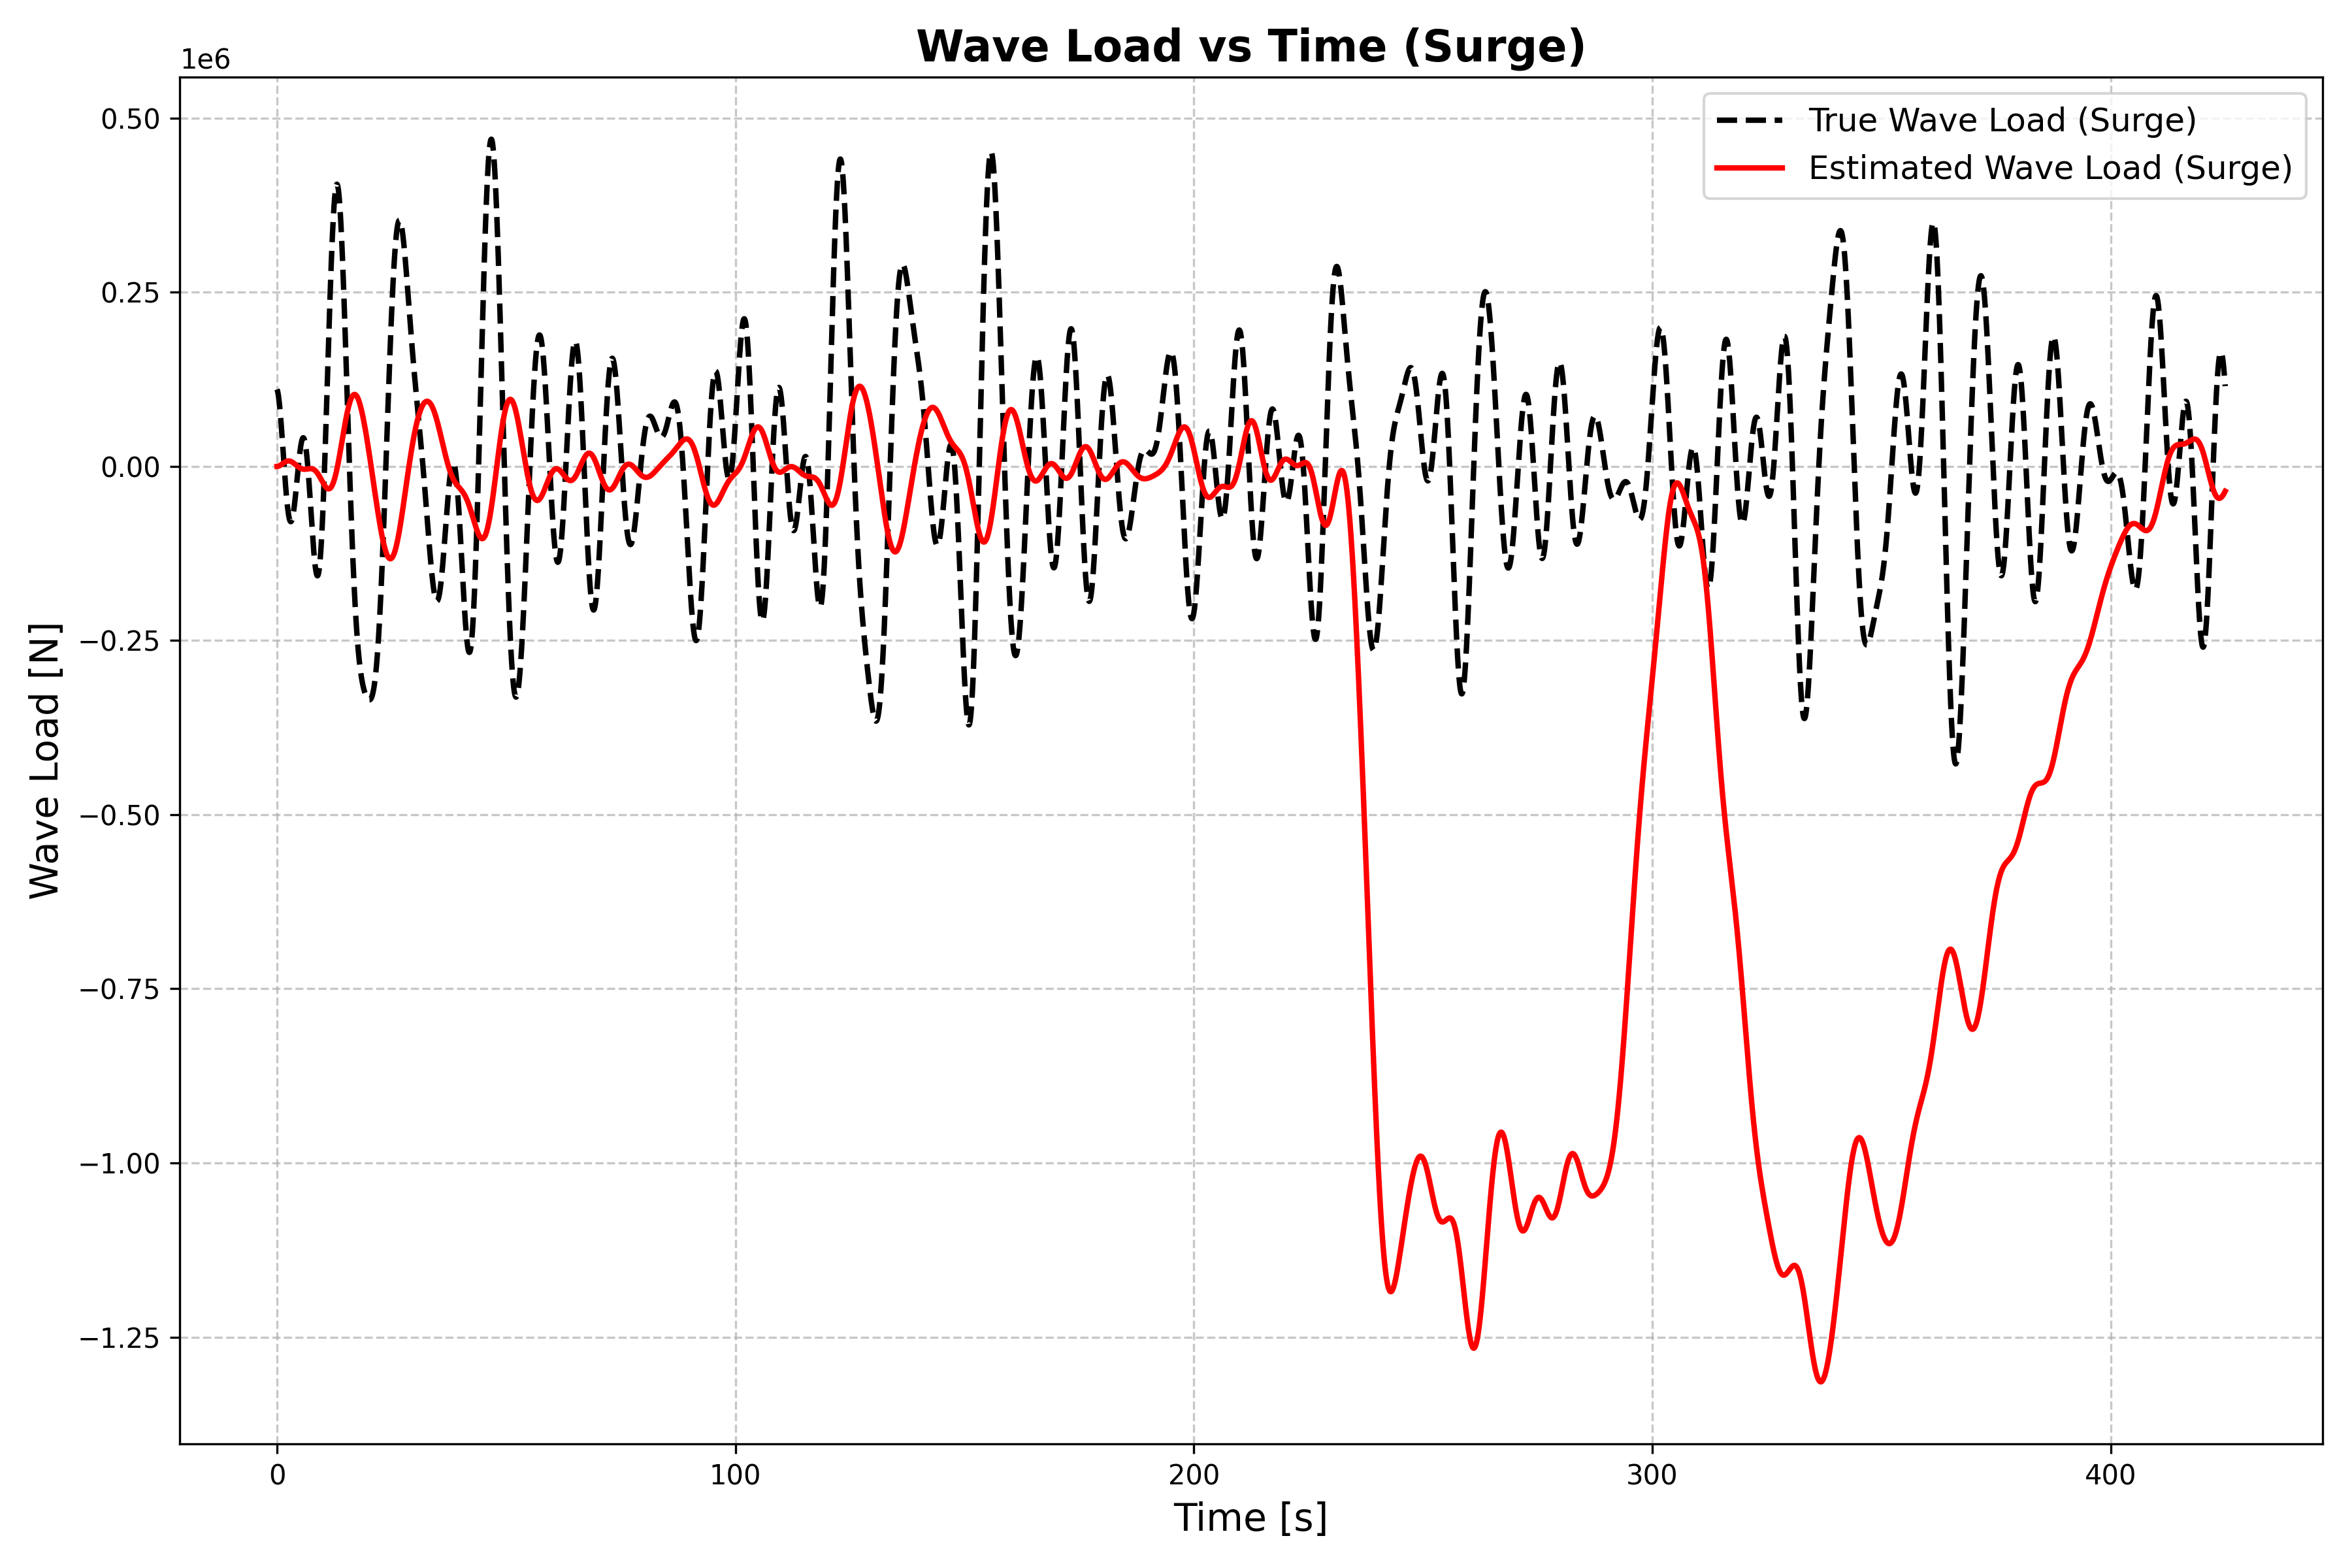 Wave Load vs Time (Surge)
1e6
True Wave Load (Surge)
Estimated Wave Load (Surge)
0.50
0.25
0.00
−0.25
−0.50
−0.75
−1.00
−1.25
Wave Load [N]
0 100 200 300 400
Time [s]